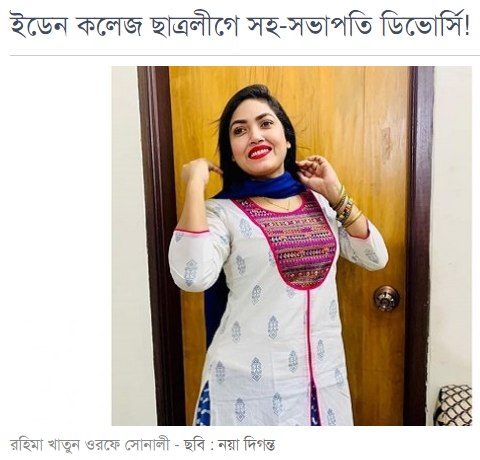 ইডেন কলেজ ছাত্রলীগে সহ-সভাপতি ডিভোর্সি!
রহিমা খাতুন ওরফে সোনালী - ছবি : নয়া দিগন্ত